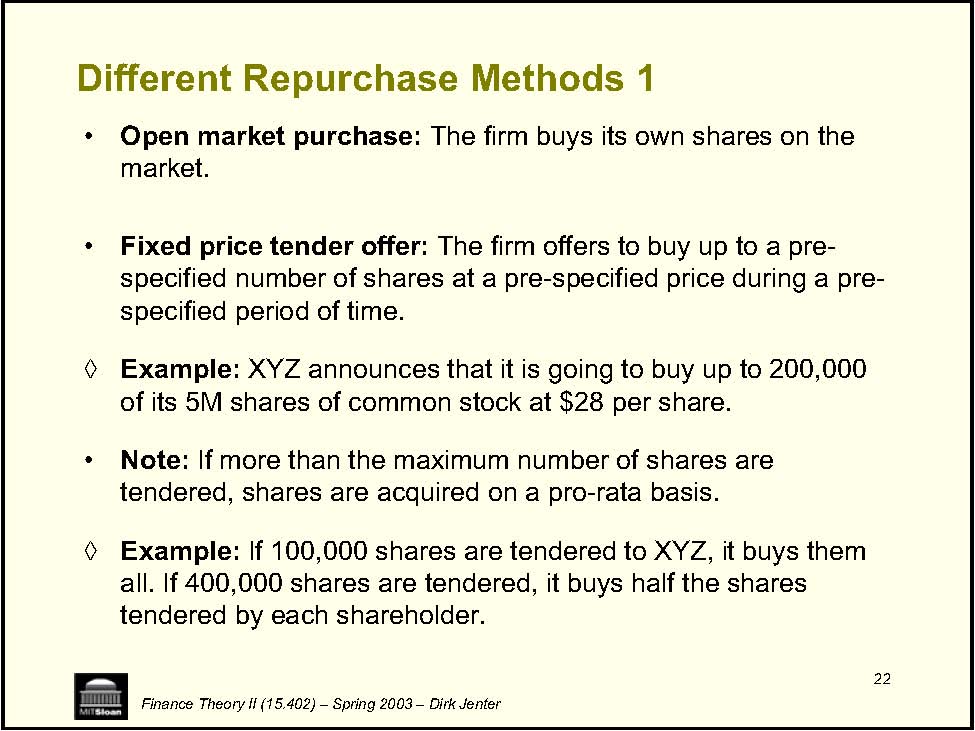 Different Repurchase Methods 1
• Open market purchase: The firm buys its own shares on the
market.
• Fixed price tender offer: The firm offers to buy up to a pre-
specified number of shares at a pre-specified price during a pre-
specified period of time.
◊ Example: XYZ announces that it is going to buy up to 200,000
of its 5M shares of common stock at $28 per share.
• Note: If more than the maximum number of shares are
tendered, shares are acquired on a pro-rata basis.
◊ Example: If 100,000 shares are tendered to XYZ, it buys them
all. If 400,000 shares are tendered, it buys half the shares
tendered by each shareholder.
22
MITSloan
Finance Theory II (15.402) – Spring 2003 – Dirk Jenter